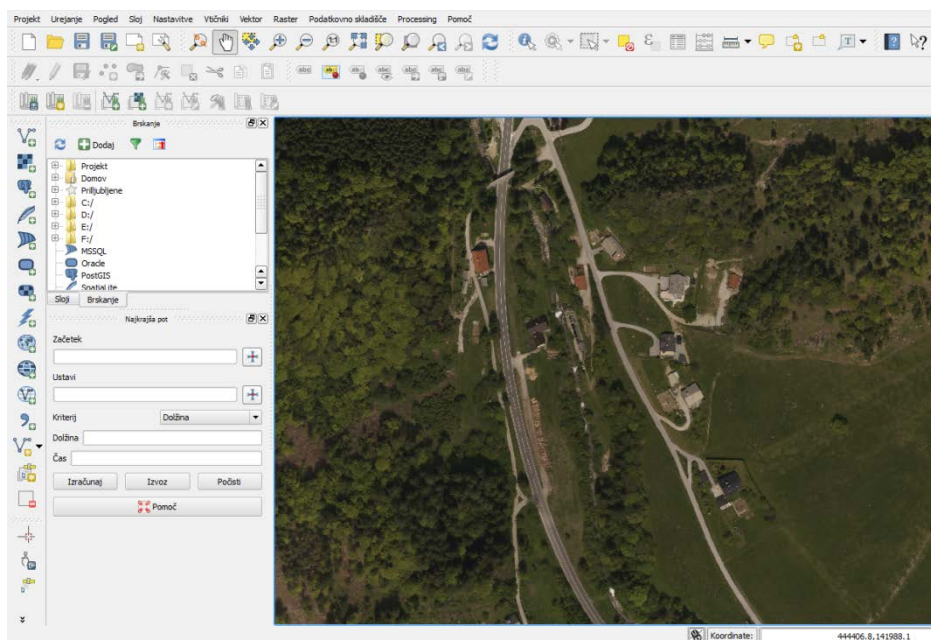 Projekt Urejanje Pogled Sloj Nastavitve Vtičniki Vektor Raster Podatkovno skladišče Processing Pomoč
Brskanje
Dodaj
Projekt
Domov
Priljubljene
C:/
D:/
E:/
F:/
MSSQL
Oracle
PostGIS
SpatiaLite
Sloji Brskanje
Najkrajša pot
Začetek
Ustavi
Kriterij Dolžina
Dolžina
Čas
Izračunaj Izvoz Počisti
Pomoč
Koordinate: 444406.8,141988.1